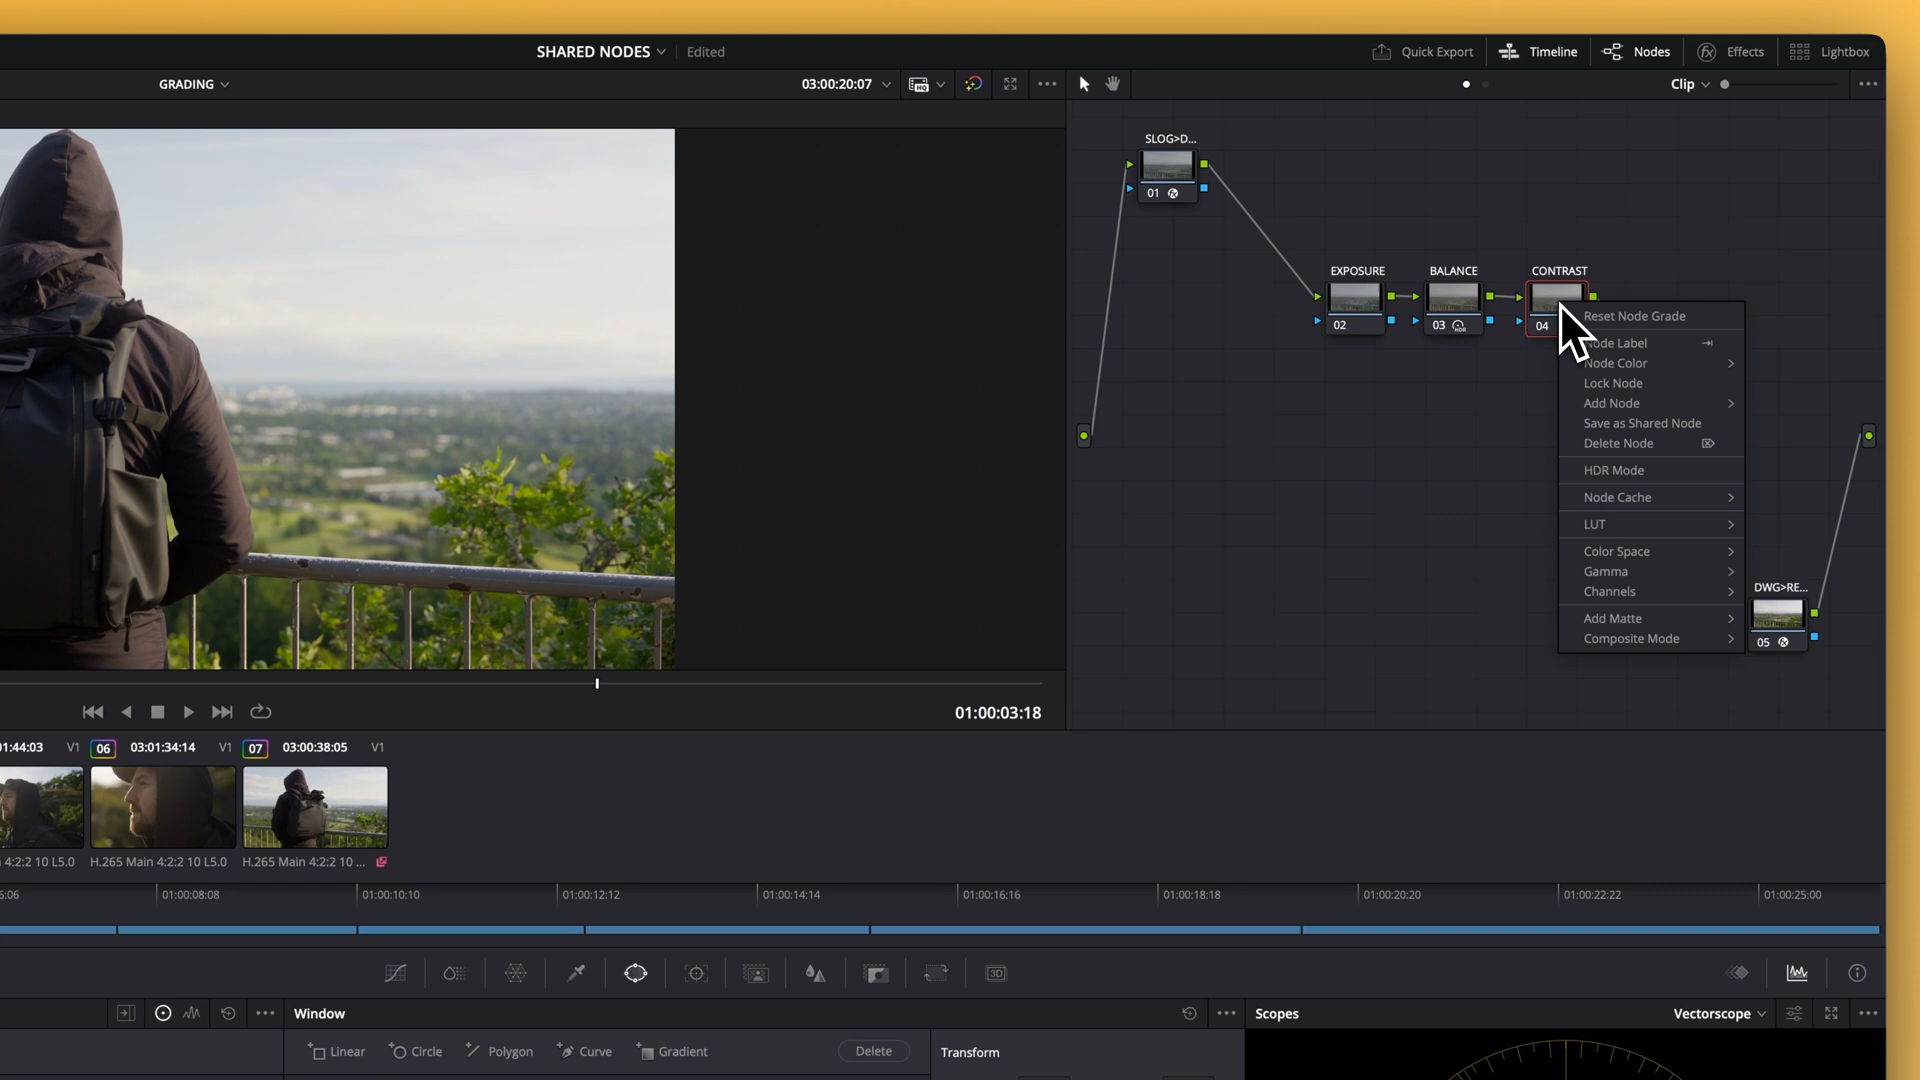 SHARED NODES
Edited
Quick Export
Timeline
Nodes
Effects
Lightbox
GRADING
03:00:20:07
HQ
Clip
SLOG>D...
01
EXPOSURE
BALANCE
CONTRAST
02
03
HDR
04
Reset Node Grade
Node Label
Node Color
Lock Node
Add Node
Save as Shared Node
Delete Node
HDR Mode
Node Cache
LUT
Color Space
Gamma
Channels
Add Matte
Composite Mode
DWG>RE...
05
01:00:03:18
01:44:03
V1
06
03:01:34:14
V1
07
03:00:38:05
V1
4:2:2 10 L5.0
H.265 Main 4:2:2 10 L5.0
H.265 Main 4:2:2 10 ...
6:06
01:00:08:08
01:00:10:10
01:00:12:12
01:00:14:14
01:00:16:16
01:00:18:18
01:00:20:20
01:00:22:22
01:00:25:00
3D
Window
Scopes
Vectorscope
Linear
Circle
Polygon
Curve
Gradient
Delete
Transform